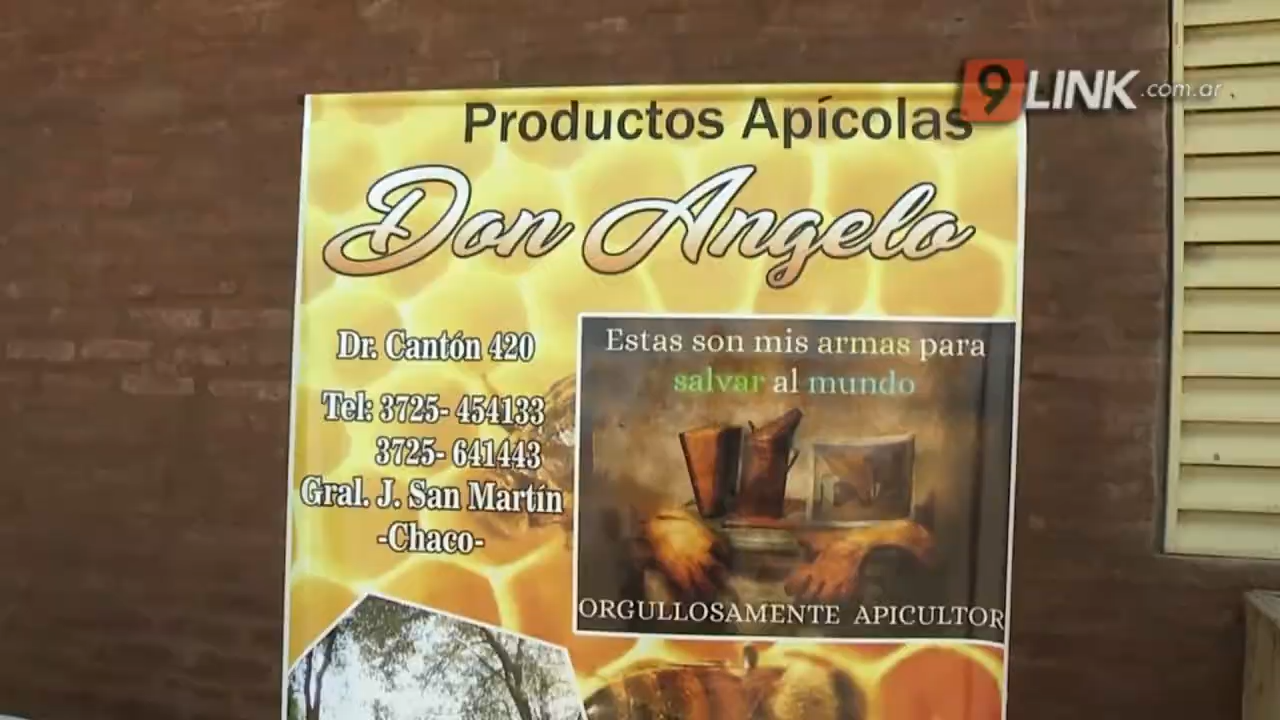 9 LINK .com.ar
Productos Apícolas
Don Angelo
Dr. Cantón 420
Tel: 3725- 454133
3725- 641443
Gral. J. San Martín
-Chaco-
Estas son mis armas para
salvar al mundo
ORGULLOSAMENTE APICULTOR